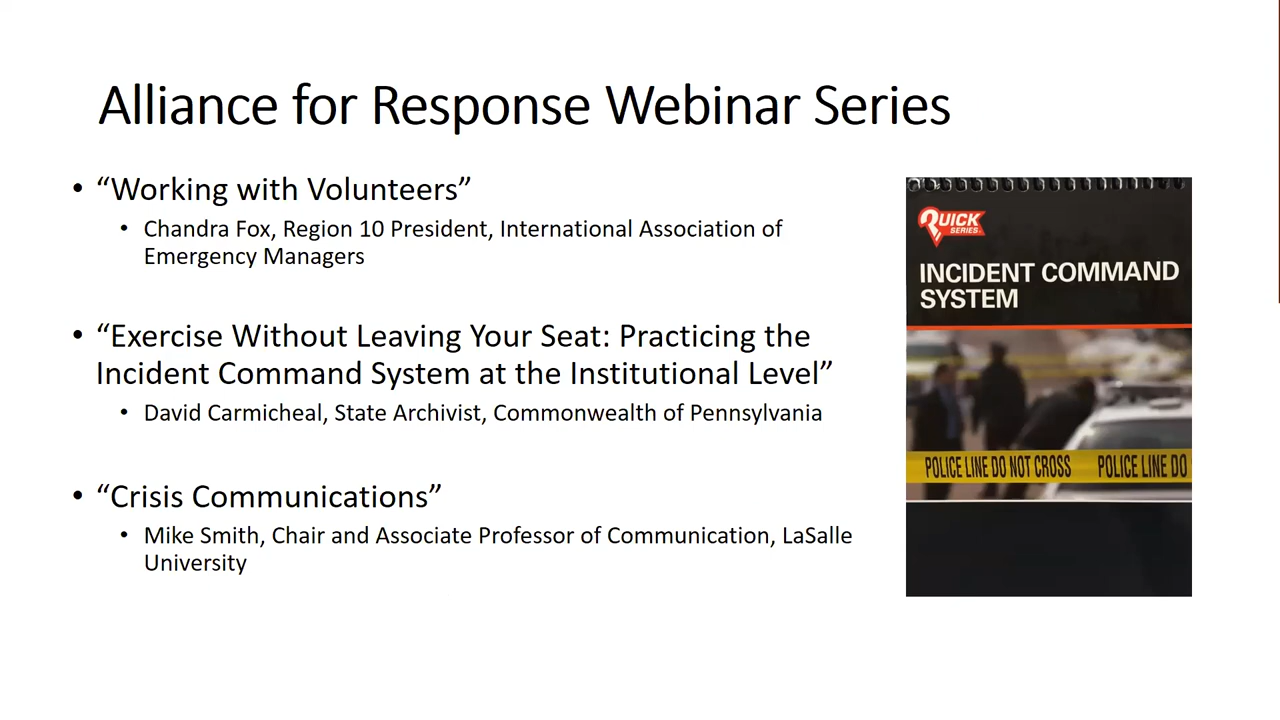 Alliance for Response Webinar Series
• “Working with Volunteers”
• Chandra Fox, Region 10 President, International Association of
Emergency Managers
• “Exercise Without Leaving Your Seat: Practicing the
Incident Command System at the Institutional Level”
• David Carmicheal, State Archivist, Commonwealth of Pennsylvania
• “Crisis Communications”
• Mike Smith, Chair and Associate Professor of Communication, LaSalle
University
QUICK
SERIES
INCIDENT COMMAND
SYSTEM
POLICE LINE DO NOT CROSS POLICE LINE DO